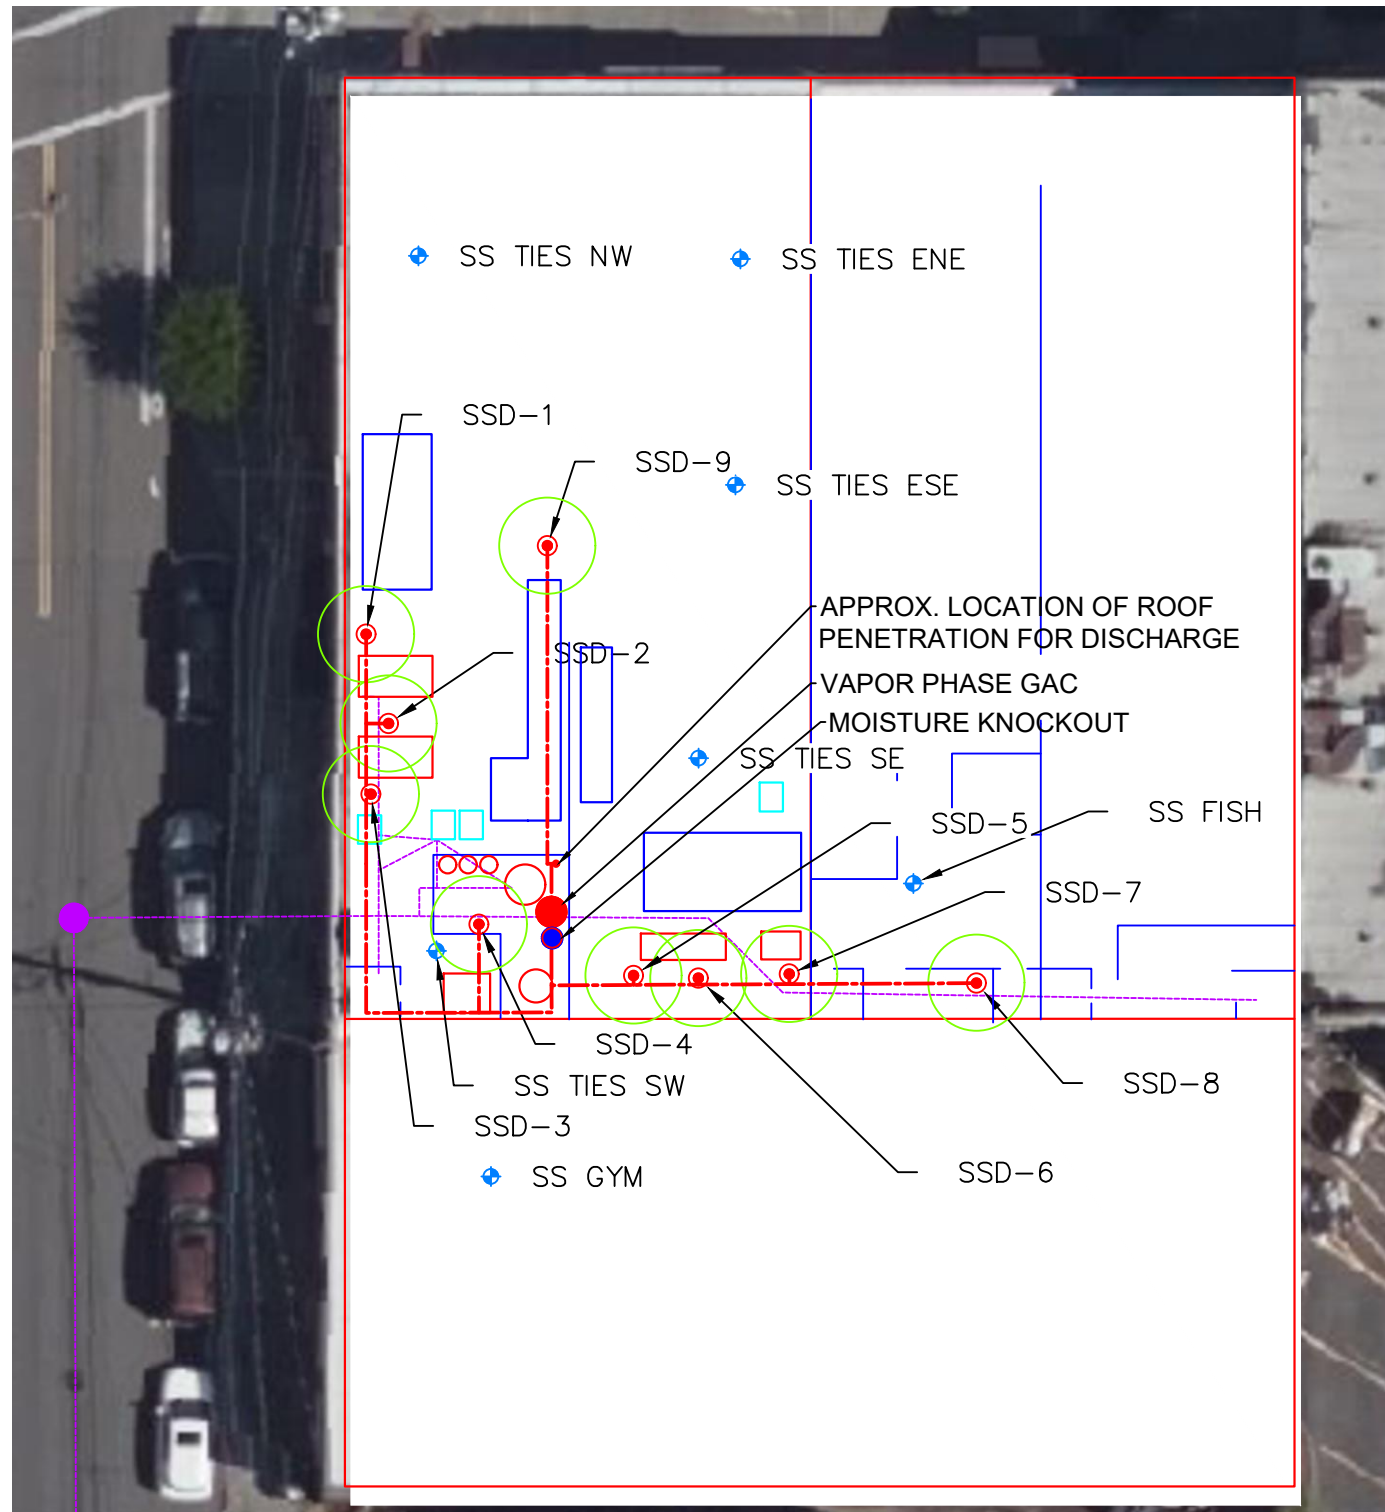 SS TIES NW
SS TIES ENE
SSD-1
SSD-9
SS TIES ESE
APPROX. LOCATION OF ROOF
PENETRATION FOR DISCHARGE
SSD-2
VAPOR PHASE GAC
MOISTURE KNOCKOUT
SS TIES SE
SS FISH
SSD-5
SSD-7
SSD-4
SS TIES SW
SSD-8
SSD-3
SSD-6
SS GYM